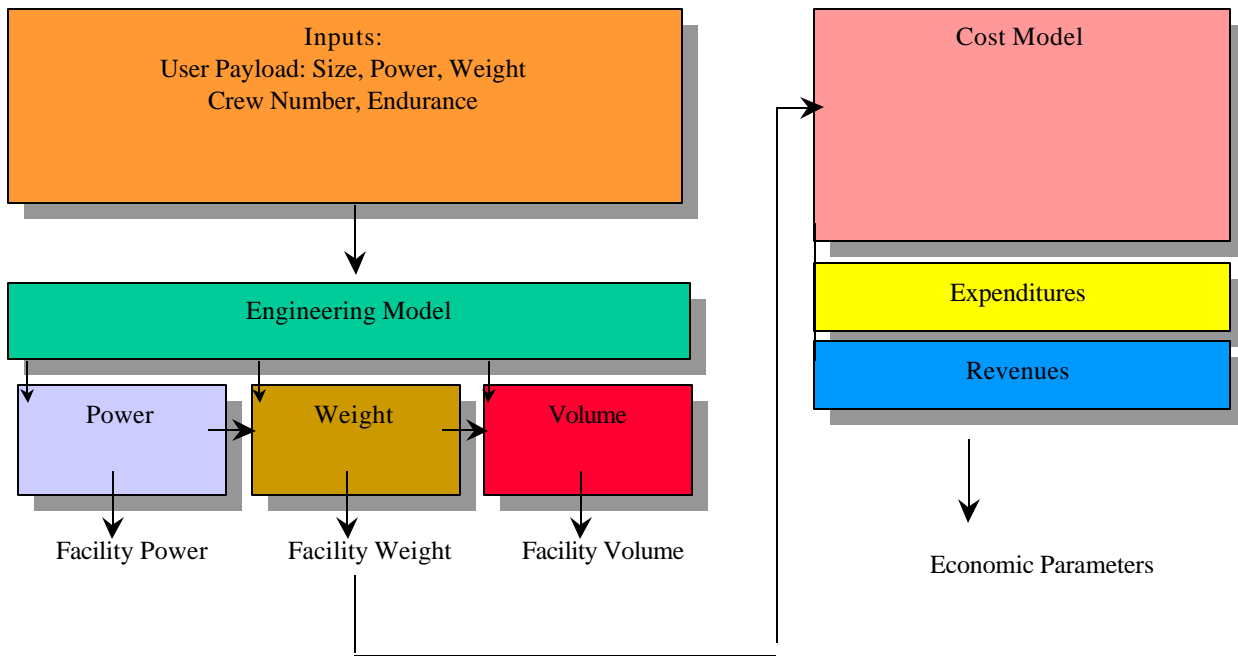 Inputs:
User Payload: Size, Power, Weight
Crew Number, Endurance
Engineering Model
Power
Weight
Volume
Facility Power
Facility Weight
Facility Volume
Cost Model
Expenditures
Revenues
Economic Parameters